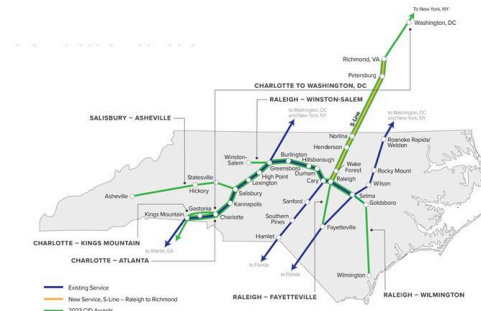 To New York, NY
Washington, DC
Richmond, VA
Petersburg
CHARLOTTE TO WASHINGTON, DC
RALEIGH – WINSTON-SALEM
to Washington, DC
and New York, NY
to Washington, DC
and New York, NY
SALISBURY – ASHEVILLE
S-Line
Norlina
Henderson
Roanoke Rapids/
Weldon
Winston-
Salem
Burlington
Greensboro
Hillsborough
Durham
Cary
Wake
Forest
Raleigh
Rocky Mount
Wilson
High Point
Lexington
Statesville
Hickory
Salisbury
Asheville
Kannapolis
Selma
Goldsboro
Sanford
Gastonia
Kings Mountain
Charlotte
Southern
Pines
Fayetteville
Hamlet
CHARLOTTE – KINGS MOUNTAIN
to Atlanta, GA
CHARLOTTE – ATLANTA
to Florida
to Florida
Wilmington
RALEIGH – FAYETTEVILLE
RALEIGH – WILMINGTON
Existing Service
New Service, S-Line – Raleigh to Richmond
2023 CID Awards